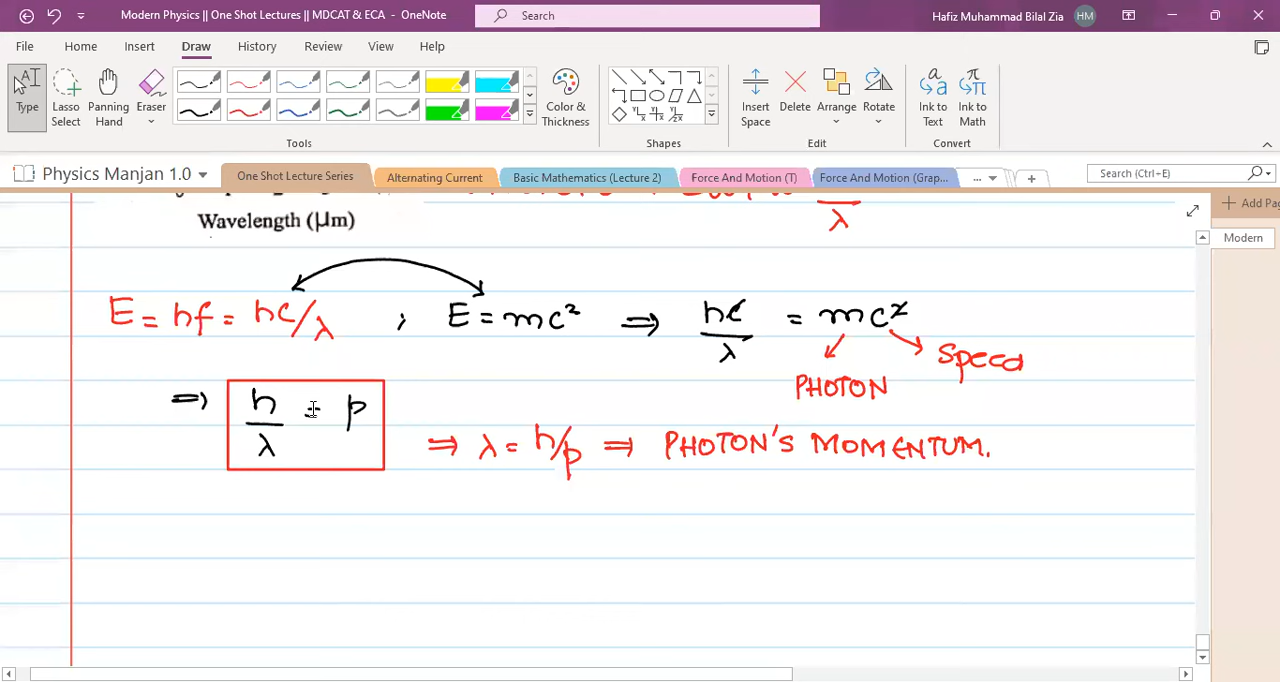 Modern Physics || One Shot Lectures || MDCAT & ECA - OneNote
Search
Hafiz Muhammad Bilal Zia
HM
File Home Insert Draw History Review View Help
Type
Lasso Select
Panning Hand
Eraser
Color & Thickness
Insert Space
Delete
Arrange
Rotate
Ink to Text
Ink to Math
Tools
Shapes
Edit
Convert
Physics Manjan 1.0
One Shot Lecture Series
Alternating Current
Basic Mathematics (Lecture 2)
Force And Motion (T)
Force And Motion (Grap...
...
Search (Ctrl+E)
Add Pag
Modern
λ
Wavelength (μm)
E = hf = hc/λ ; E = mc² ⇒ hc/λ = mc²
PHOTON
Speed
⇒ h/λ = p
⇒ λ = h/p ⇒ PHOTON'S MOMENTUM.